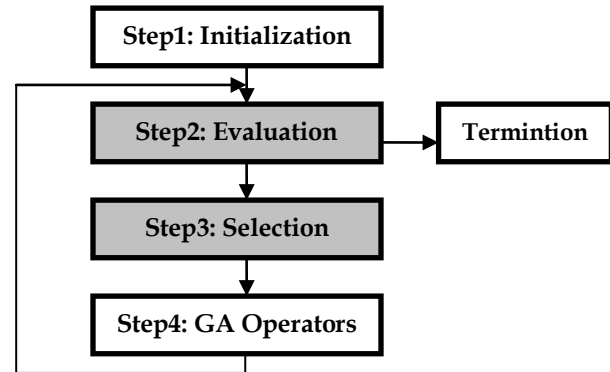 Step1: Initialization
Step2: Evaluation
Termintion
Step3: Selection
Step4: GA Operators